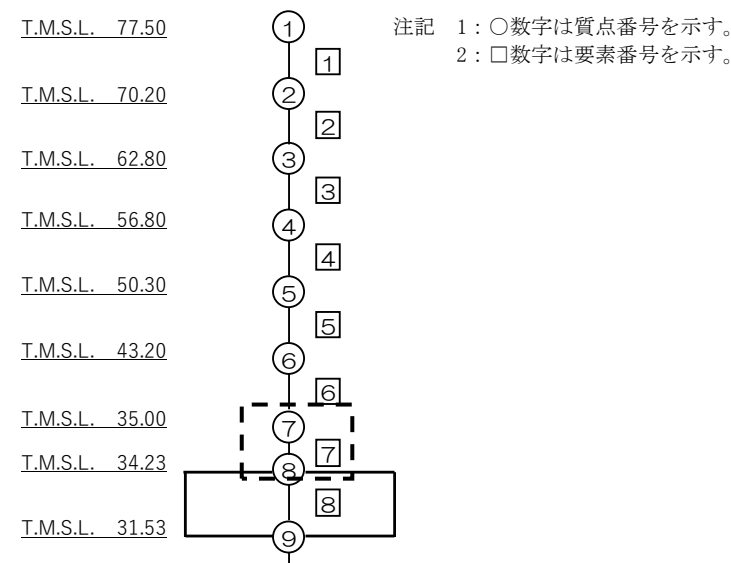 T.M.S.L. 77.50 ① 注記 1：○数字は質点番号を示す。
1 2：□数字は要素番号を示す。
T.M.S.L. 70.20 ②
2
T.M.S.L. 62.80 ③
3
T.M.S.L. 56.80 ④
4
T.M.S.L. 50.30 ⑤
5
T.M.S.L. 43.20 ⑥
6
T.M.S.L. 35.00 ⑦
7
T.M.S.L. 34.23 ⑧
8
T.M.S.L. 31.53 ⑨